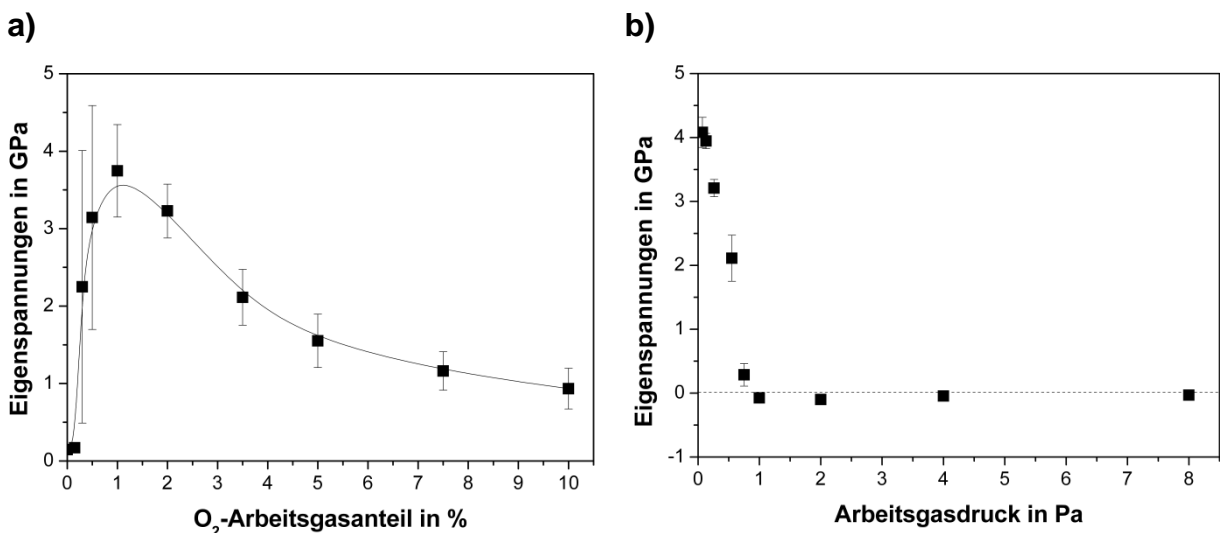 a)
Eigenspannungen in GPa
5
4
3
2
1
0
0 1 2 3 4 5 6 7 8 9 10
O₂-Arbeitsgasanteil in %
b)
Eigenspannungen in GPa
5
4
3
2
1
0
-1
0 1 2 3 4 5 6 7 8
Arbeitsgasdruck in Pa